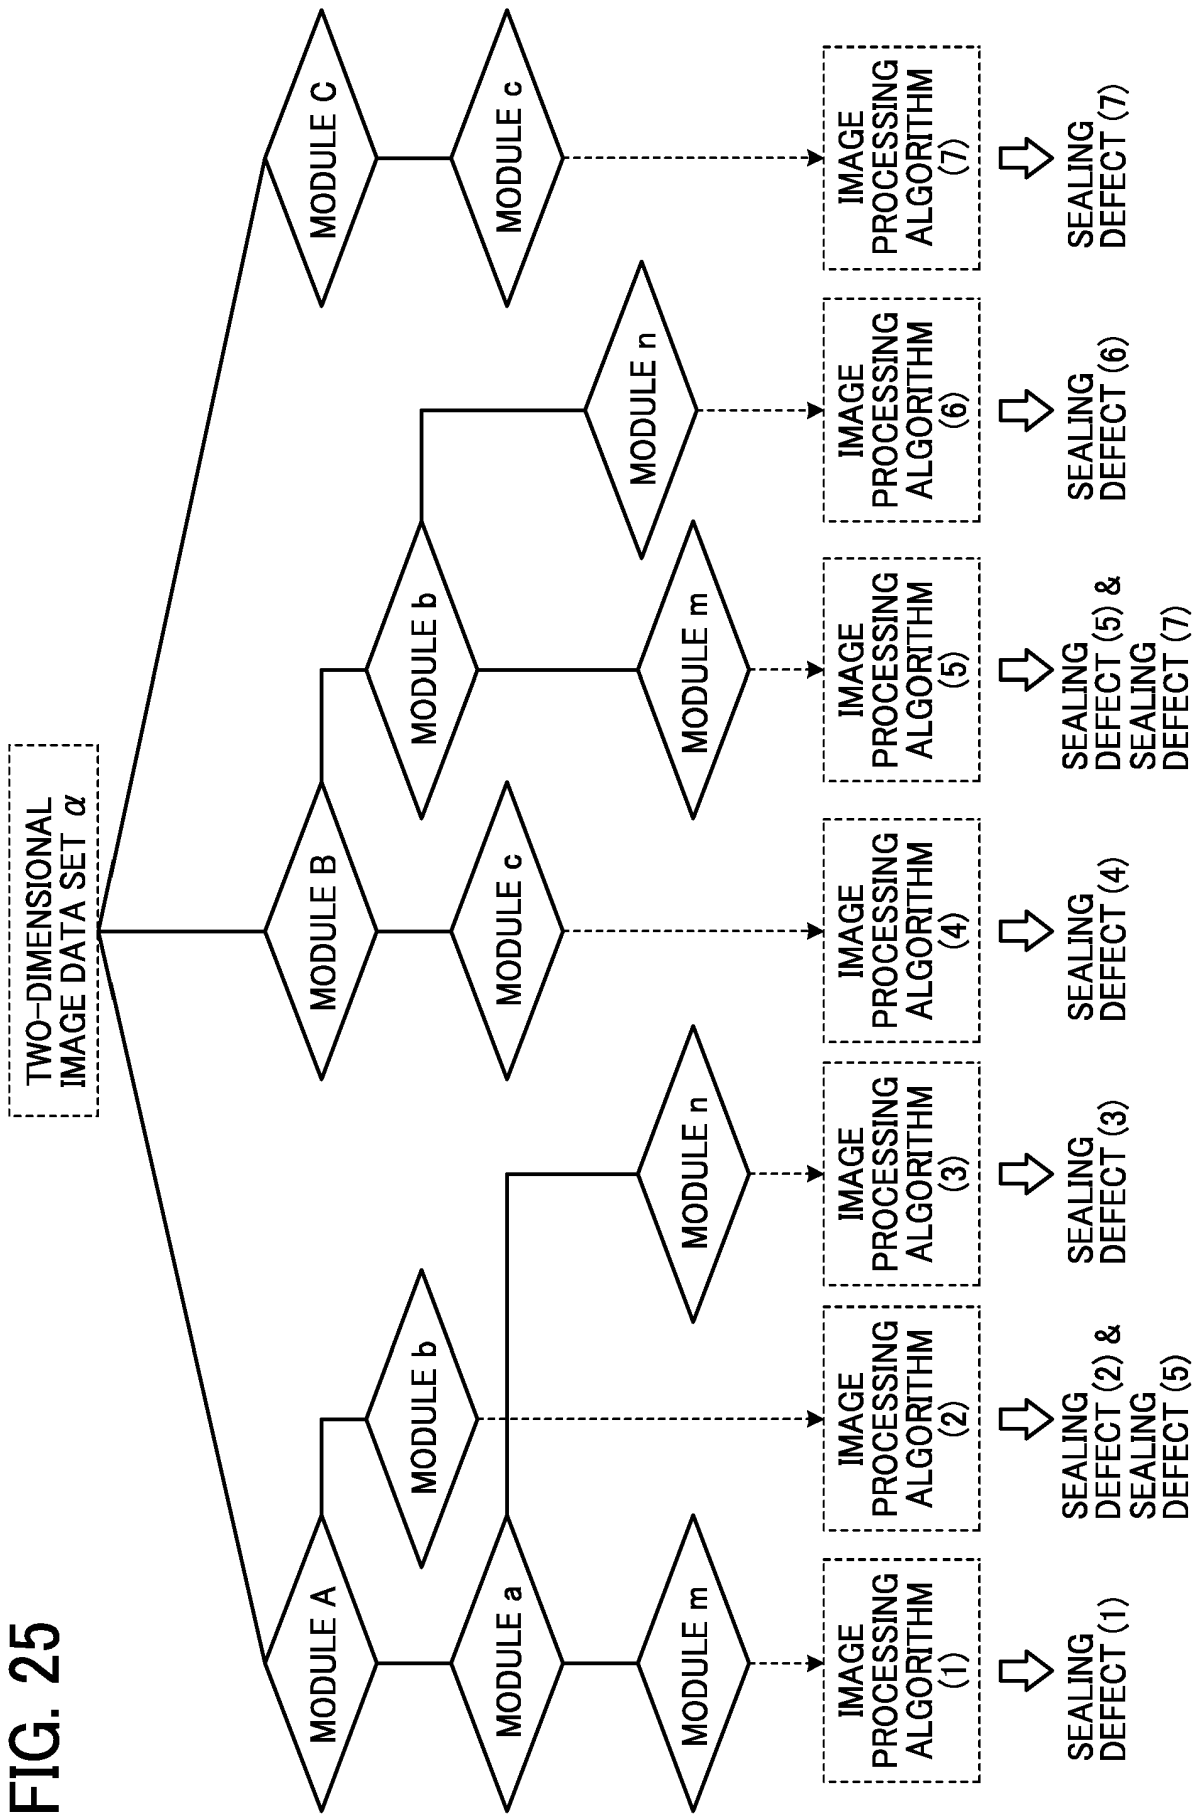 FIG. 25
TWO-DIMENSIONAL
IMAGE DATA SET α
MODULE A
MODULE B
MODULE C
MODULE b
MODULE b
MODULE a
MODULE c
MODULE c
MODULE n
MODULE m
MODULE n
MODULE m
IMAGE
PROCESSING
ALGORITHM
(1)
IMAGE
PROCESSING
ALGORITHM
(2)
IMAGE
PROCESSING
ALGORITHM
(3)
IMAGE
PROCESSING
ALGORITHM
(4)
IMAGE
PROCESSING
ALGORITHM
(5)
IMAGE
PROCESSING
ALGORITHM
(6)
IMAGE
PROCESSING
ALGORITHM
(7)
SEALING
DEFECT (1)
SEALING
DEFECT (2) &
SEALING
DEFECT (5)
SEALING
DEFECT (3)
SEALING
DEFECT (4)
SEALING
DEFECT (5) &
SEALING
DEFECT (7)
SEALING
DEFECT (6)
SEALING
DEFECT (7)